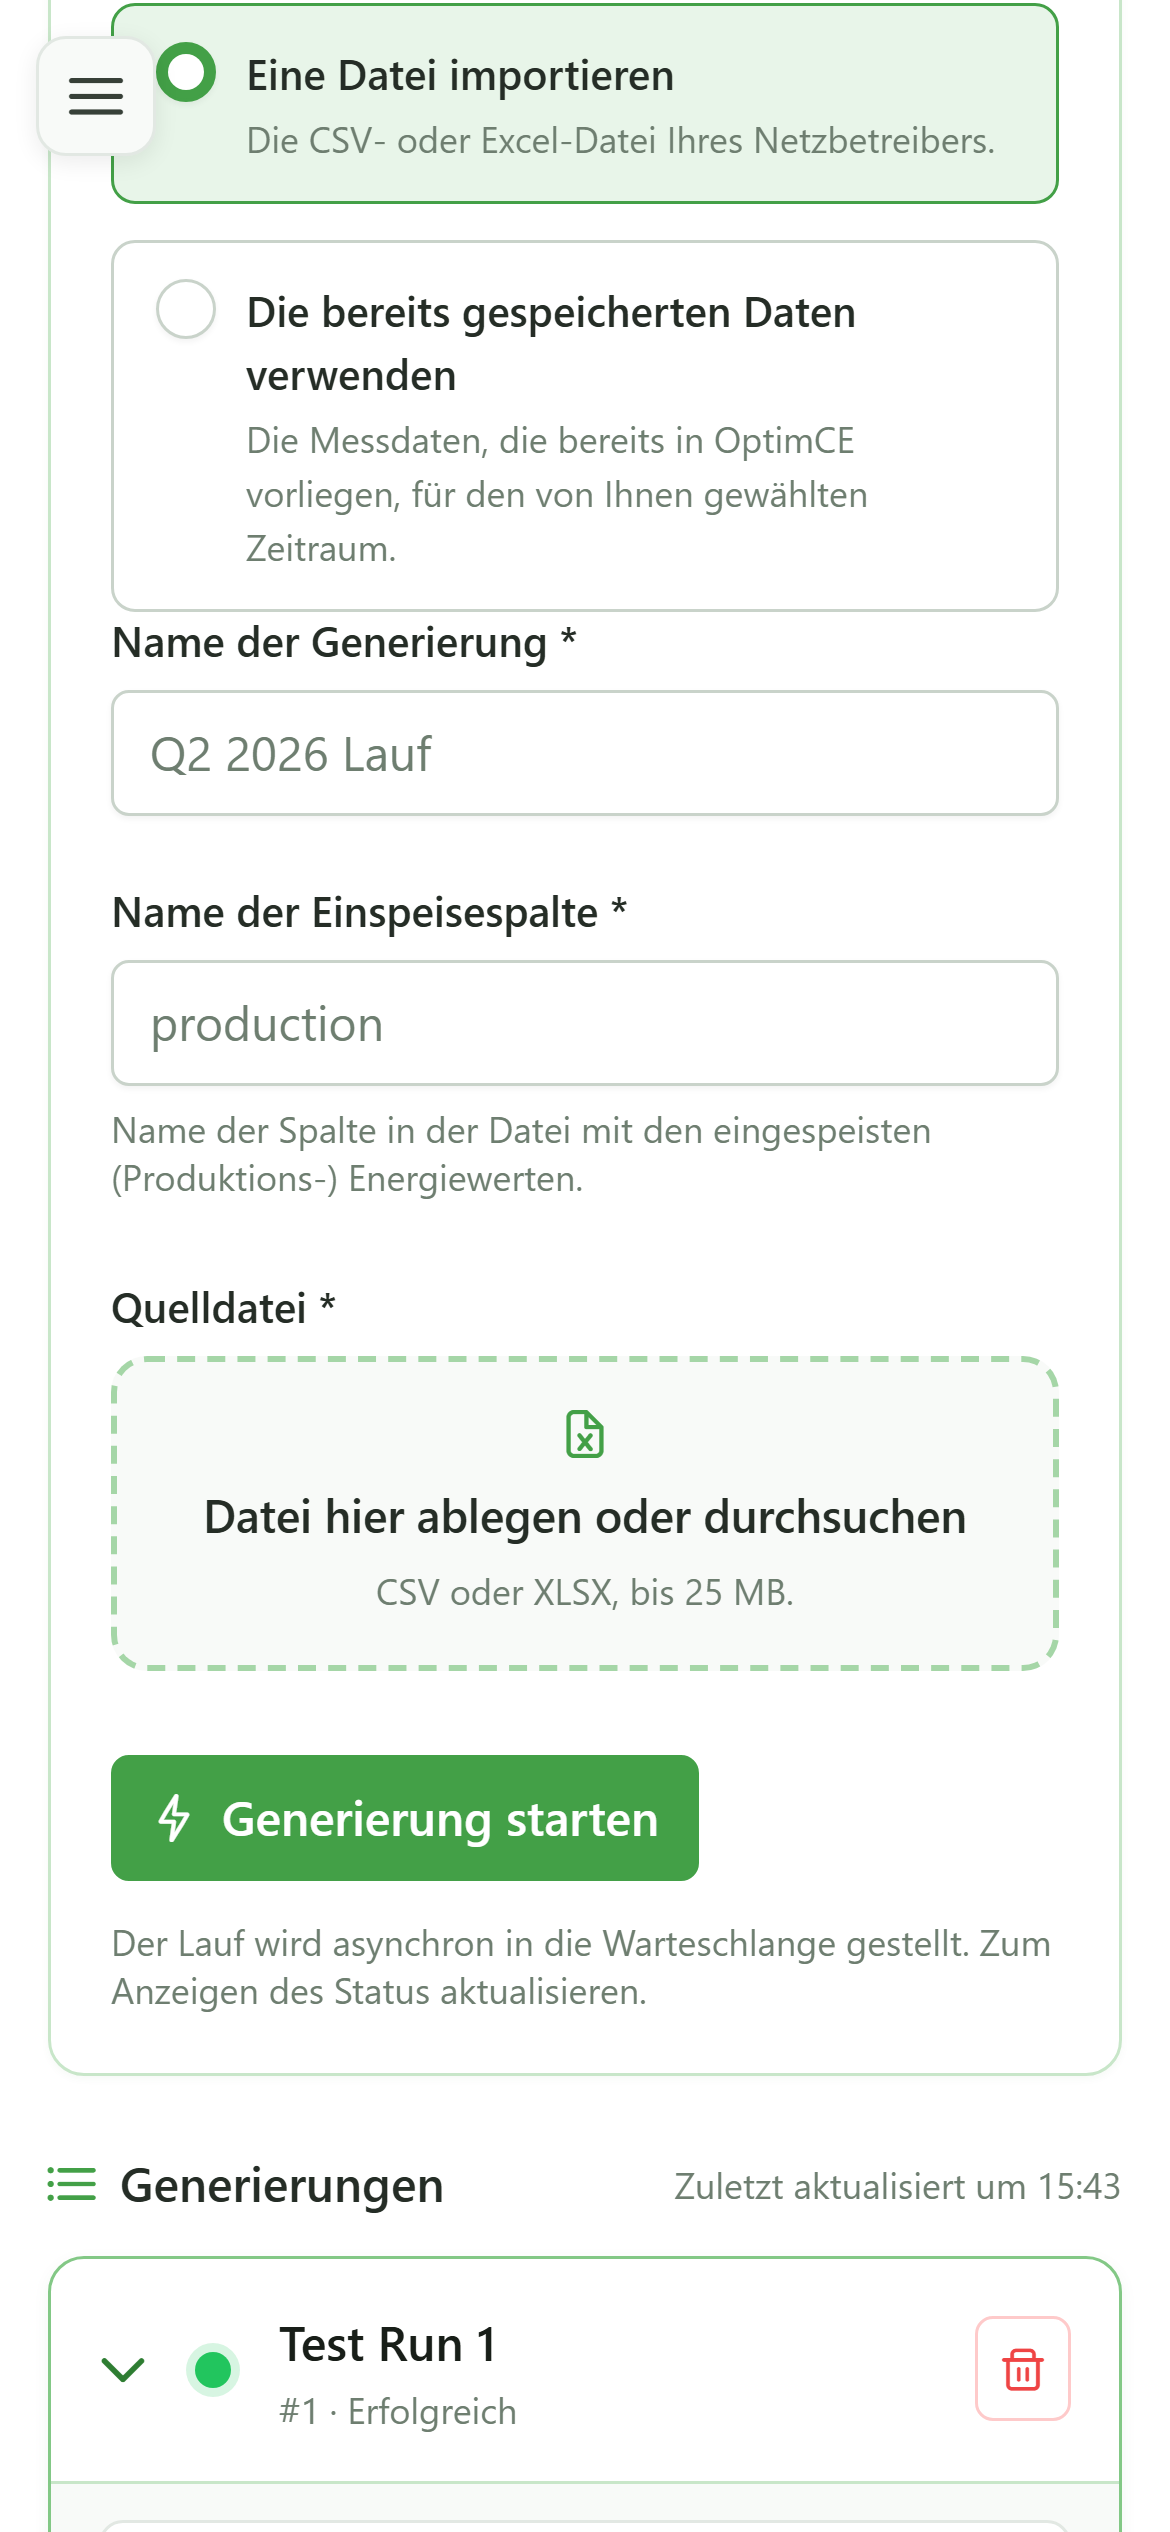 Eine Datei importieren
Die CSV- oder Excel-Datei Ihres Netzbetreibers.
Die bereits gespeicherten Daten
verwenden
Die Messdaten, die bereits in OptimCE
vorliegen, für den von Ihnen gewählten
Zeitraum.
Name der Generierung *
Q2 2026 Lauf
Name der Einspeisespalte *
production
Name der Spalte in der Datei mit den eingespeisten
(Produktions-) Energiewerten.
Quelldatei *
Datei hier ablegen oder durchsuchen
CSV oder XLSX, bis 25 MB.
Generierung starten
Der Lauf wird asynchron in die Warteschlange gestellt. Zum
Anzeigen des Status aktualisieren.
Generierungen
Zuletzt aktualisiert um 15:43
Test Run 1
#1 · Erfolgreich